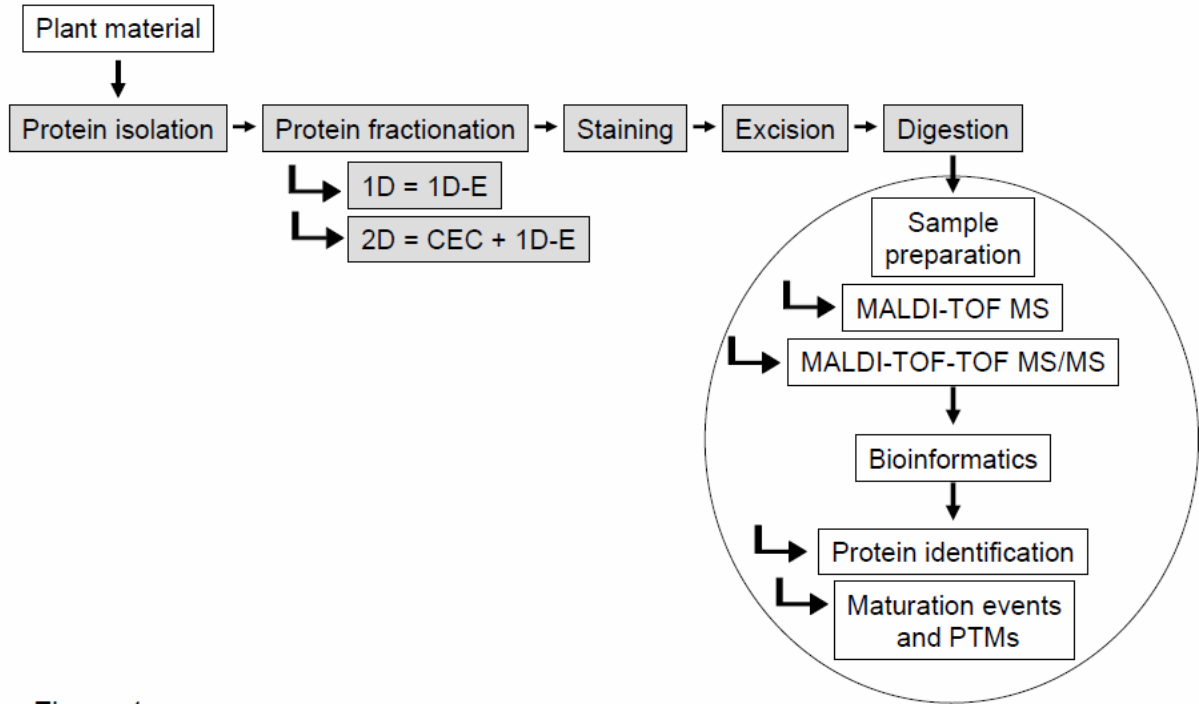 Plant material
Protein isolation
Protein fractionation
Staining
Excision
Digestion
1D = 1D-E
2D = CEC + 1D-E
Sample
preparation
MALDI-TOF MS
MALDI-TOF-TOF MS/MS
Bioinformatics
Protein identification
Maturation events
and PTMs